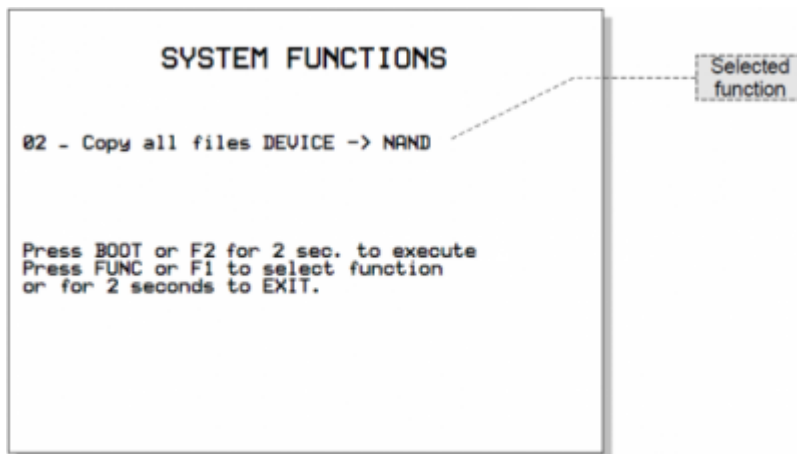 SYSTEM FUNCTIONS
Selected
function
02 - Copy all files DEVICE -> NAND
Press BOOT or F2 for 2 sec. to execute
Press FUNC or F1 to select function
or for 2 seconds to EXIT.